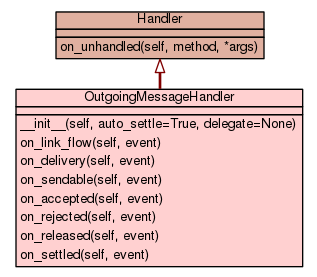 Handler
on_unhandled(self, method, *args)
OutgoingMessageHandler
__init__(self, auto_settle=True, delegate=None)
on_link_flow(self, event)
on_delivery(self, event)
on_sendable(self, event)
on_accepted(self, event)
on_rejected(self, event)
on_released(self, event)
on_settled(self, event)